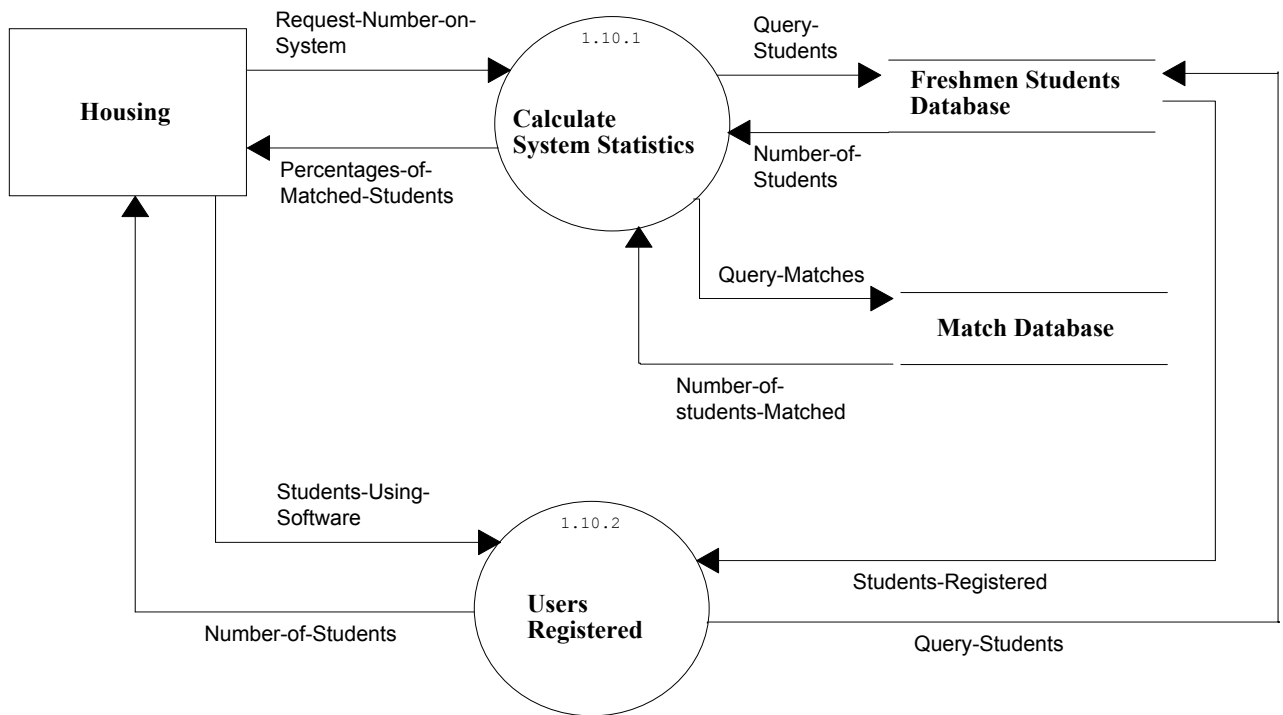 Request-Number-on-
System
1.10.1
Query-
Students
Housing
Calculate
System Statistics
Freshmen Students
Database
Percentages-of-
Matched-Students
Number-of-
Students
Query-Matches
Match Database
Number-of-
students-Matched
Students-Using-
Software
1.10.2
Users
Registered
Students-Registered
Number-of-Students
Query-Students